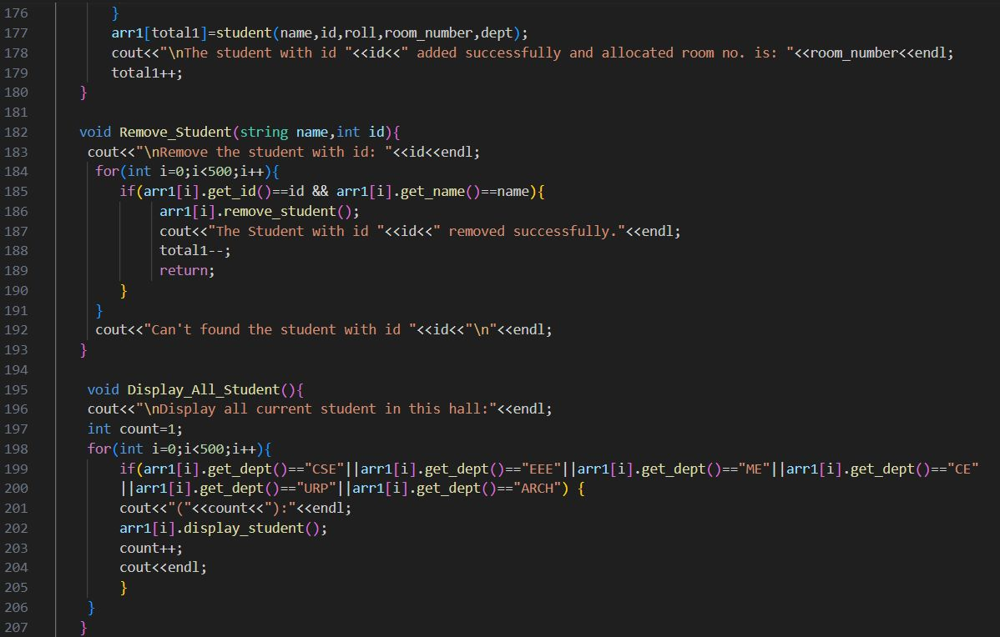 176 }
177 arr1[total1]=student(name,id,roll,room_number,dept);
178 cout<<"\nThe student with id "<<id<<" added successfully and allocated room no. is: "<<room_number<<endl;
179 total1++;
180 }
181
182 void Remove_Student(string name,int id){
183 cout<<"\nRemove the student with id: "<<id<<endl;
184 for(int i=0;i<500;i++){
185 if(arr1[i].get_id()==id && arr1[i].get_name()==name){
186 arr1[i].remove_student();
187 cout<<"The Student with id "<<id<<" removed successfully."<<endl;
188 total1--;
189 return;
190 }
191 }
192 cout<<"Can't found the student with id "<<id<<"\n"<<endl;
193 }
194
195 void Display_All_Student(){
196 cout<<"\nDisplay all current student in this hall:"<<endl;
197 int count=1;
198 for(int i=0;i<500;i++){
199 if(arr1[i].get_dept()=="CSE"||arr1[i].get_dept()=="EEE"||arr1[i].get_dept()=="ME"||arr1[i].get_dept()=="CE"
200 ||arr1[i].get_dept()=="URP"||arr1[i].get_dept()=="ARCH") {
201 cout<<"("<<count<<"):"<<endl;
202 arr1[i].display_student();
203 count++;
204 cout<<endl;
205 }
206 }
207 }